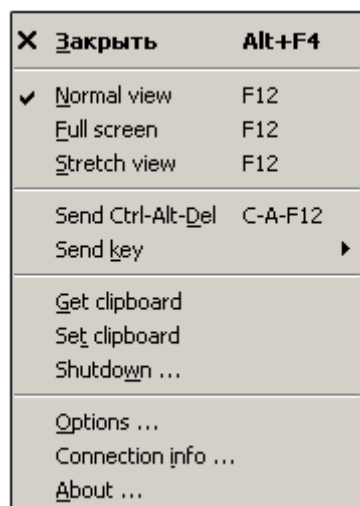 Закрыть Alt+F4
Normal view F12
Full screen F12
Stretch view F12
Send Ctrl-Alt-Del C-A-F12
Send key
Get clipboard
Set clipboard
Shutdown ...
Options ...
Connection info ...
About ...